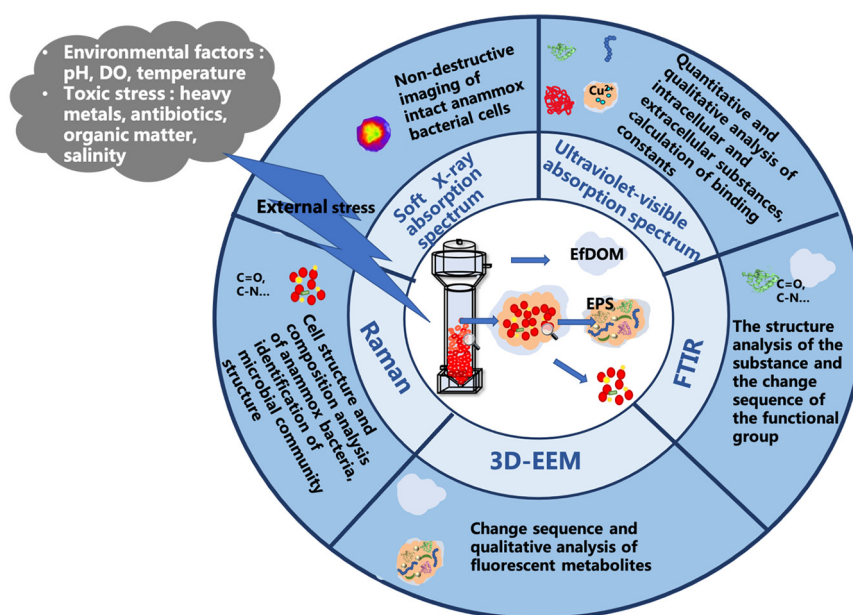 • Environmental factors :
pH, DO, temperature
• Toxic stress : heavy
metals, antibiotics,
organic matter,
salinity
External stress
Non-destructive
imaging of
intact anammox
bacterial cells
Soft X-ray
absorption
spectrum
Cu²⁺
Quantitative and
qualitative analysis of
intracellular and
extracellular substances,
calculation of binding
constants
Ultraviolet-visible
absorption spectrum
C=O,
C-N...
The structure
analysis of the
substance and
the change
sequence of
the functional
group
FTIR
3D-EEM
Change sequence and
qualitative analysis of
fluorescent metabolites
Raman
C=O,
C-N...
Cell structure and
composition analysis
of anammox bacteria,
identification of
microbial community
structure
EfDOM
EPS